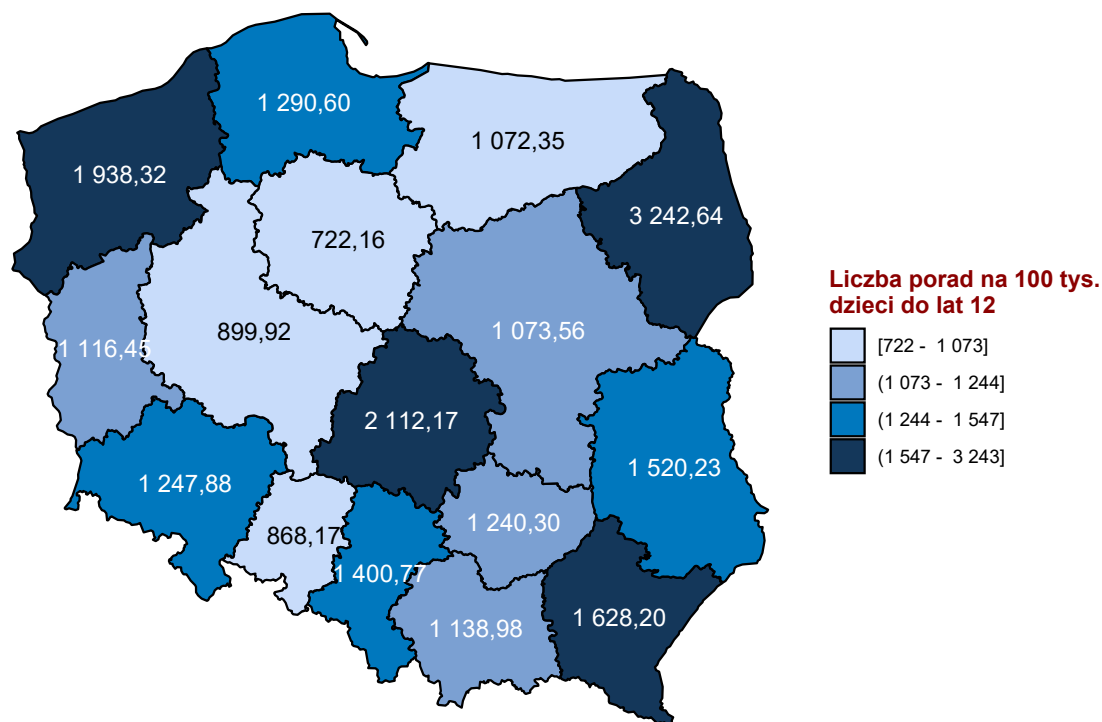 1 290,60
1 072,35
1 938,32
3 242,64
722,16
899,92
1 073,56
1 116,45
2 112,17
1 520,23
1 247,88
1 240,30
868,17
1 400,77
1 628,20
1 138,98
Liczba porad na 100 tys.
dzieci do lat 12
[722 - 1 073]
(1 073 - 1 244]
(1 244 - 1 547]
(1 547 - 3 243]